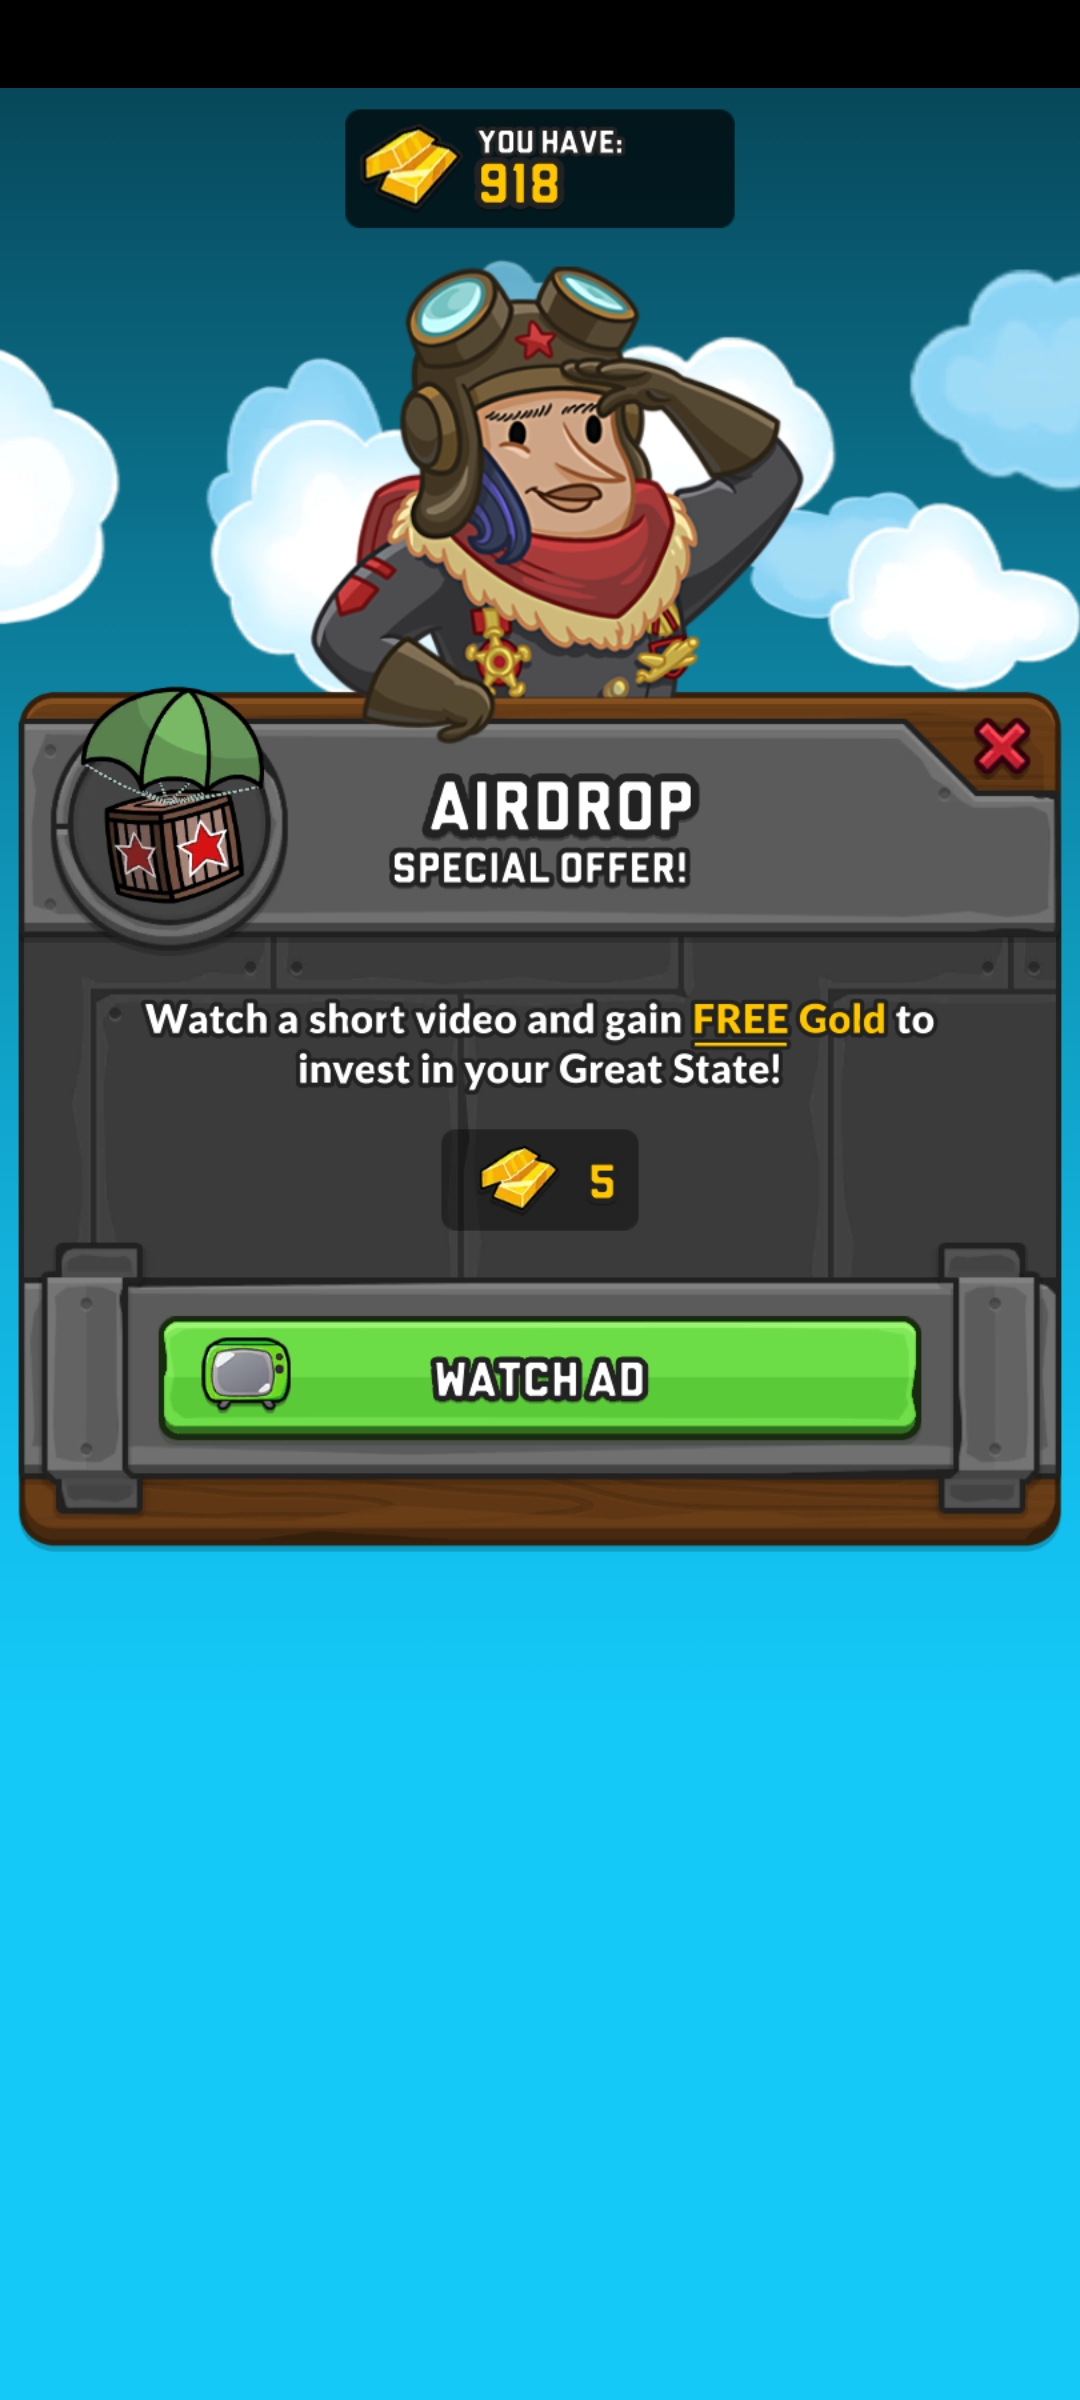 YOU HAVE:
918
AIRDROP
SPECIAL OFFER!
Watch a short video and gain FREE Gold to
invest in your Great State!
5
WATCH AD